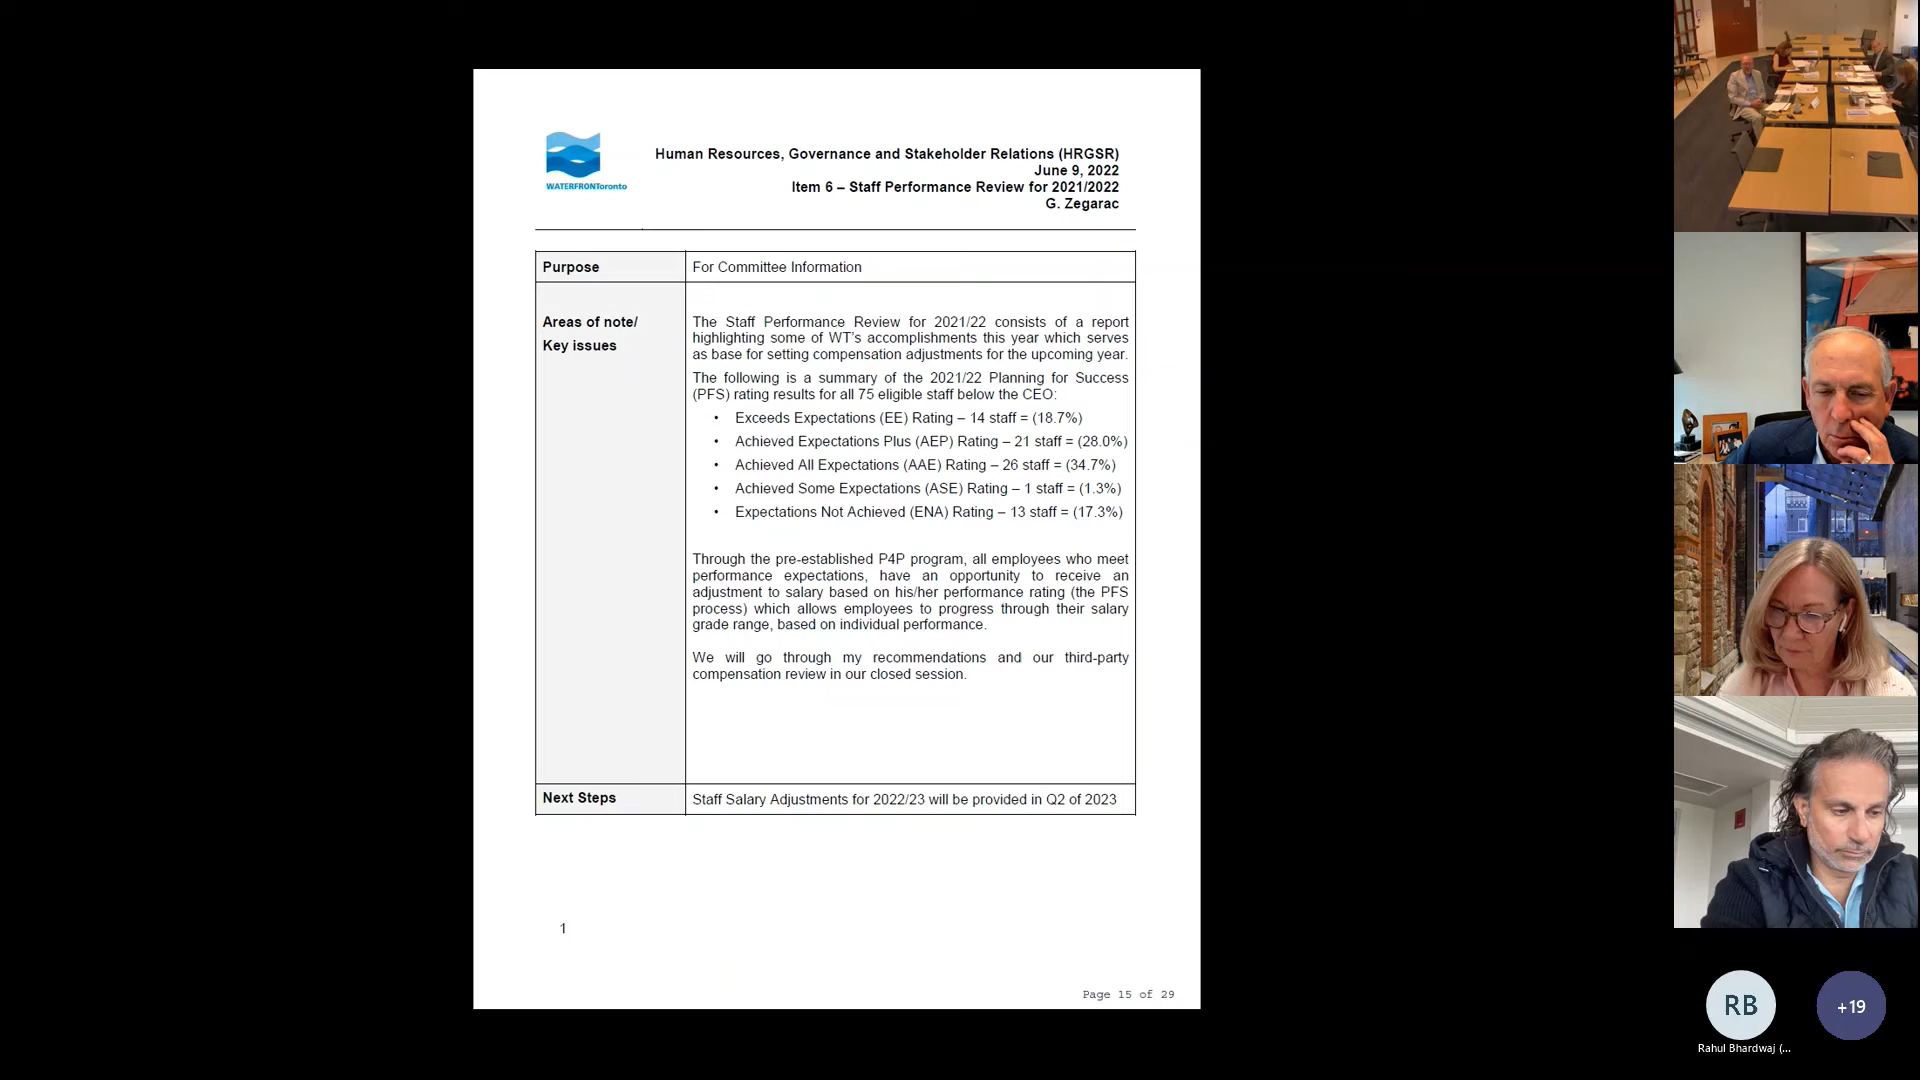 WATERFRONToronto
Human Resources, Governance and Stakeholder Relations (HRGSR)
June 9, 2022
Item 6 – Staff Performance Review for 2021/2022
G. Zegarac
Purpose
For Committee Information
Areas of note/
Key issues
The Staff Performance Review for 2021/22 consists of a report
highlighting some of WT's accomplishments this year which serves
as base for setting compensation adjustments for the upcoming year.
The following is a summary of the 2021/22 Planning for Success
(PFS) rating results for all 75 eligible staff below the CEO:
• Exceeds Expectations (EE) Rating – 14 staff = (18.7%)
• Achieved Expectations Plus (AEP) Rating – 21 staff = (28.0%)
• Achieved All Expectations (AAE) Rating – 26 staff = (34.7%)
• Achieved Some Expectations (ASE) Rating – 1 staff = (1.3%)
• Expectations Not Achieved (ENA) Rating – 13 staff = (17.3%)
Through the pre-established P4P program, all employees who meet
performance expectations, have an opportunity to receive an
adjustment to salary based on his/her performance rating (the PFS
process) which allows employees to progress through their salary
grade range, based on individual performance.
We will go through my recommendations and our third-party
compensation review in our closed session.
Next Steps
Staff Salary Adjustments for 2022/23 will be provided in Q2 of 2023
1
Page 15 of 29
RB
+19
Rahul Bhardwaj (...